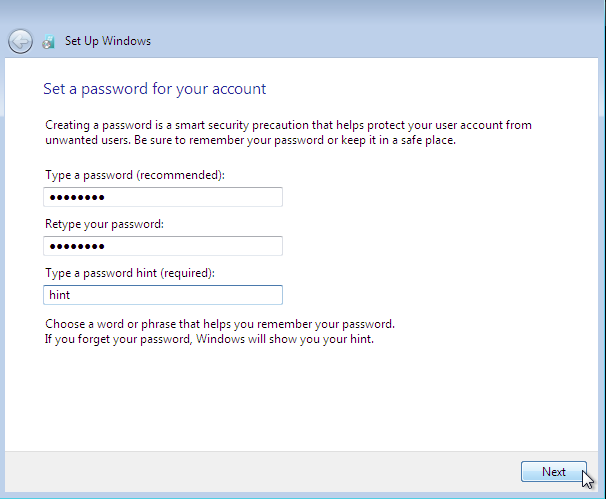 Set Up Windows
Set a password for your account
Creating a password is a smart security precaution that helps protect your user account from
unwanted users. Be sure to remember your password or keep it in a safe place.
Type a password (recommended):
●●●●●●●●
Retype your password:
●●●●●●●●
Type a password hint (required):
hint
Choose a word or phrase that helps you remember your password.
If you forget your password, Windows will show you your hint.
Next